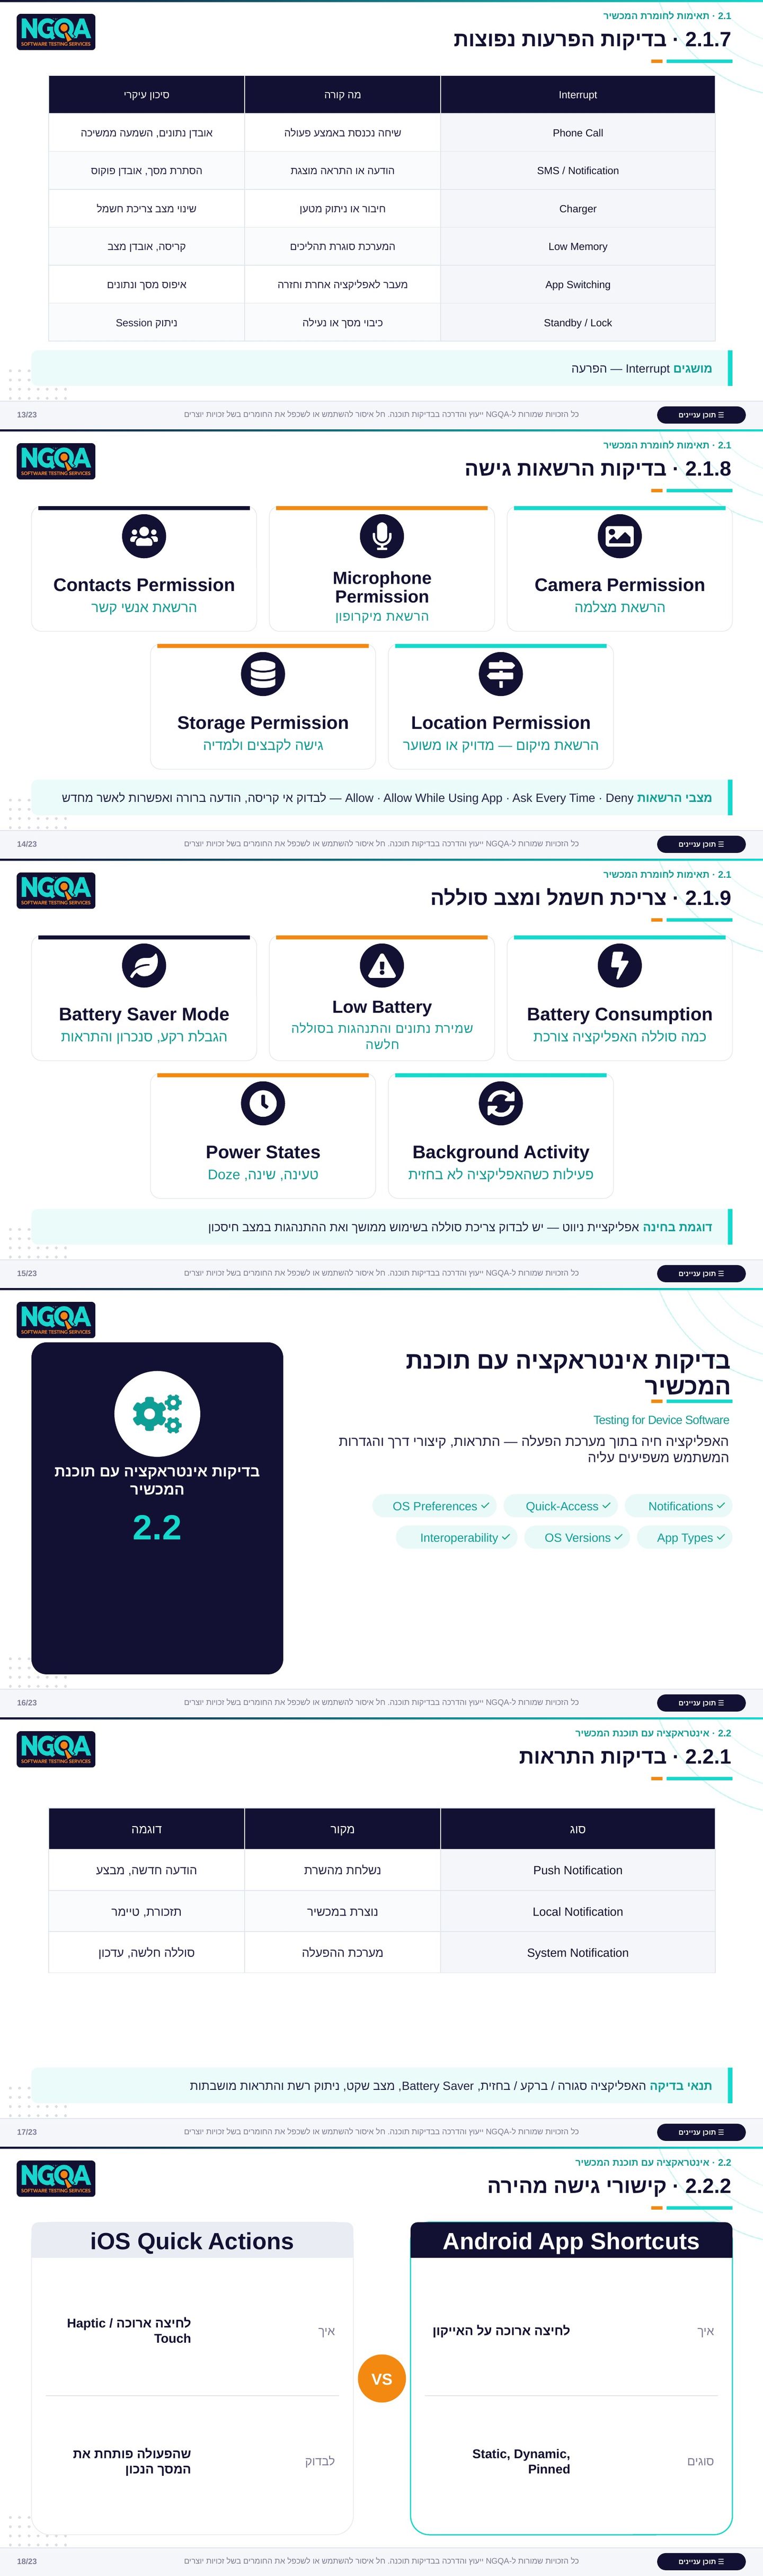 2.1 · תאימות לחומרת המכשיר
NGQA
SOFTWARE TESTING SERVICES
2.1.7 · בדיקות הפרעות נפוצות
Interrupt מה קורה סיכון עיקרי
Phone Call שיחה נכנסת באמצע פעולה אובדן נתונים, השמעה ממשיכה
SMS / Notification הודעה או התראה מוצגת הסתרת מסך, אובדן פוקוס
Charger חיבור או ניתוק מטען שינוי מצב צריכת חשמל
Low Memory המערכת סוגרת תהליכים קריסה, אובדן מצב
App Switching מעבר לאפליקציה אחרת וחזרה איפוס מסך ונתונים
Standby / Lock כיבוי מסך או נעילה ניתוק Session
מושגים Interrupt — הפרעה
☰ תוכן עניינים
כל הזכויות שמורות ל-NGQA ייעוץ והדרכה בבדיקות תוכנה. חל איסור להשתמש או לשכפל את החומרים בשל זכויות יוצרים
13/23
2.1 · תאימות לחומרת המכשיר
NGQA
SOFTWARE TESTING SERVICES
2.1.8 · בדיקות הרשאות גישה
Camera Permission
הרשאת מצלמה
Microphone
Permission
הרשאת מיקרופון
Contacts Permission
הרשאת אנשי קשר
Location Permission
הרשאת מיקום — מדויק או משוער
Storage Permission
גישה לקבצים ולמדיה
מצבי הרשאות Allow · Allow While Using App · Ask Every Time · Deny — לבדוק אי קריסה, הודעה ברורה ואפשרות לאשר מחדש
☰ תוכן עניינים
כל הזכויות שמורות ל-NGQA ייעוץ והדרכה בבדיקות תוכנה. חל איסור להשתמש או לשכפל את החומרים בשל זכויות יוצרים
14/23
2.1 · תאימות לחומרת המכשיר
NGQA
SOFTWARE TESTING SERVICES
2.1.9 · צריכת חשמל ומצב סוללה
Battery Consumption
כמה סוללה האפליקציה צורכת
Low Battery
שמירת נתונים והתנהגות בסוללה
חלשה
Battery Saver Mode
הגבלת רקע, סנכרון והתראות
Background Activity
פעילות כשהאפליקציה לא בחזית
Power States
טעינה, שינה, Doze
דוגמת בחינה אפליקציית ניווט — יש לבדוק צריכת סוללה בשימוש ממושך ואת ההתנהגות במצב חיסכון
☰ תוכן עניינים
כל הזכויות שמורות ל-NGQA ייעוץ והדרכה בבדיקות תוכנה. חל איסור להשתמש או לשכפל את החומרים בשל זכויות יוצרים
15/23
NGQA
SOFTWARE TESTING SERVICES
בדיקות אינטראקציה עם תוכנת
המכשיר
Testing for Device Software
האפליקציה חיה בתוך מערכת הפעלה — התראות, קיצורי דרך והגדרות
המשתמש משפיעים עליה
✓ Notifications
✓ Quick-Access
✓ OS Preferences
✓ App Types
✓ OS Versions
✓ Interoperability
בדיקות אינטראקציה עם תוכנת
המכשיר
2.2
☰ תוכן עניינים
כל הזכויות שמורות ל-NGQA ייעוץ והדרכה בבדיקות תוכנה. חל איסור להשתמש או לשכפל את החומרים בשל זכויות יוצרים
16/23
2.2 · אינטראקציה עם תוכנת המכשיר
NGQA
SOFTWARE TESTING SERVICES
2.2.1 · בדיקות התראות
סוג מקור דוגמה
Push Notification נשלחת מהשרת הודעה חדשה, מבצע
Local Notification נוצרת במכשיר תזכורת, טיימר
System Notification מערכת ההפעלה סוללה חלשה, עדכון
תנאי בדיקה האפליקציה סגורה / ברקע / בחזית, Battery Saver, מצב שקט, ניתוק רשת והתראות מושבתות
☰ תוכן עניינים
כל הזכויות שמורות ל-NGQA ייעוץ והדרכה בבדיקות תוכנה. חל איסור להשתמש או לשכפל את החומרים בשל זכויות יוצרים
17/23
2.2 · אינטראקציה עם תוכנת המכשיר
NGQA
SOFTWARE TESTING SERVICES
2.2.2 · קישורי גישה מהירה
Android App Shortcuts
איך לחיצה ארוכה על האייקון
סוגים Static, Dynamic,
Pinned
VS
iOS Quick Actions
איך לחיצה ארוכה / Haptic
Touch
לבדוק שהפעולה פותחת את
המסך הנכון
☰ תוכן עניינים
כל הזכויות שמורות ל-NGQA ייעוץ והדרכה בבדיקות תוכנה. חל איסור להשתמש או לשכפל את החומרים בשל זכויות יוצרים
18/23